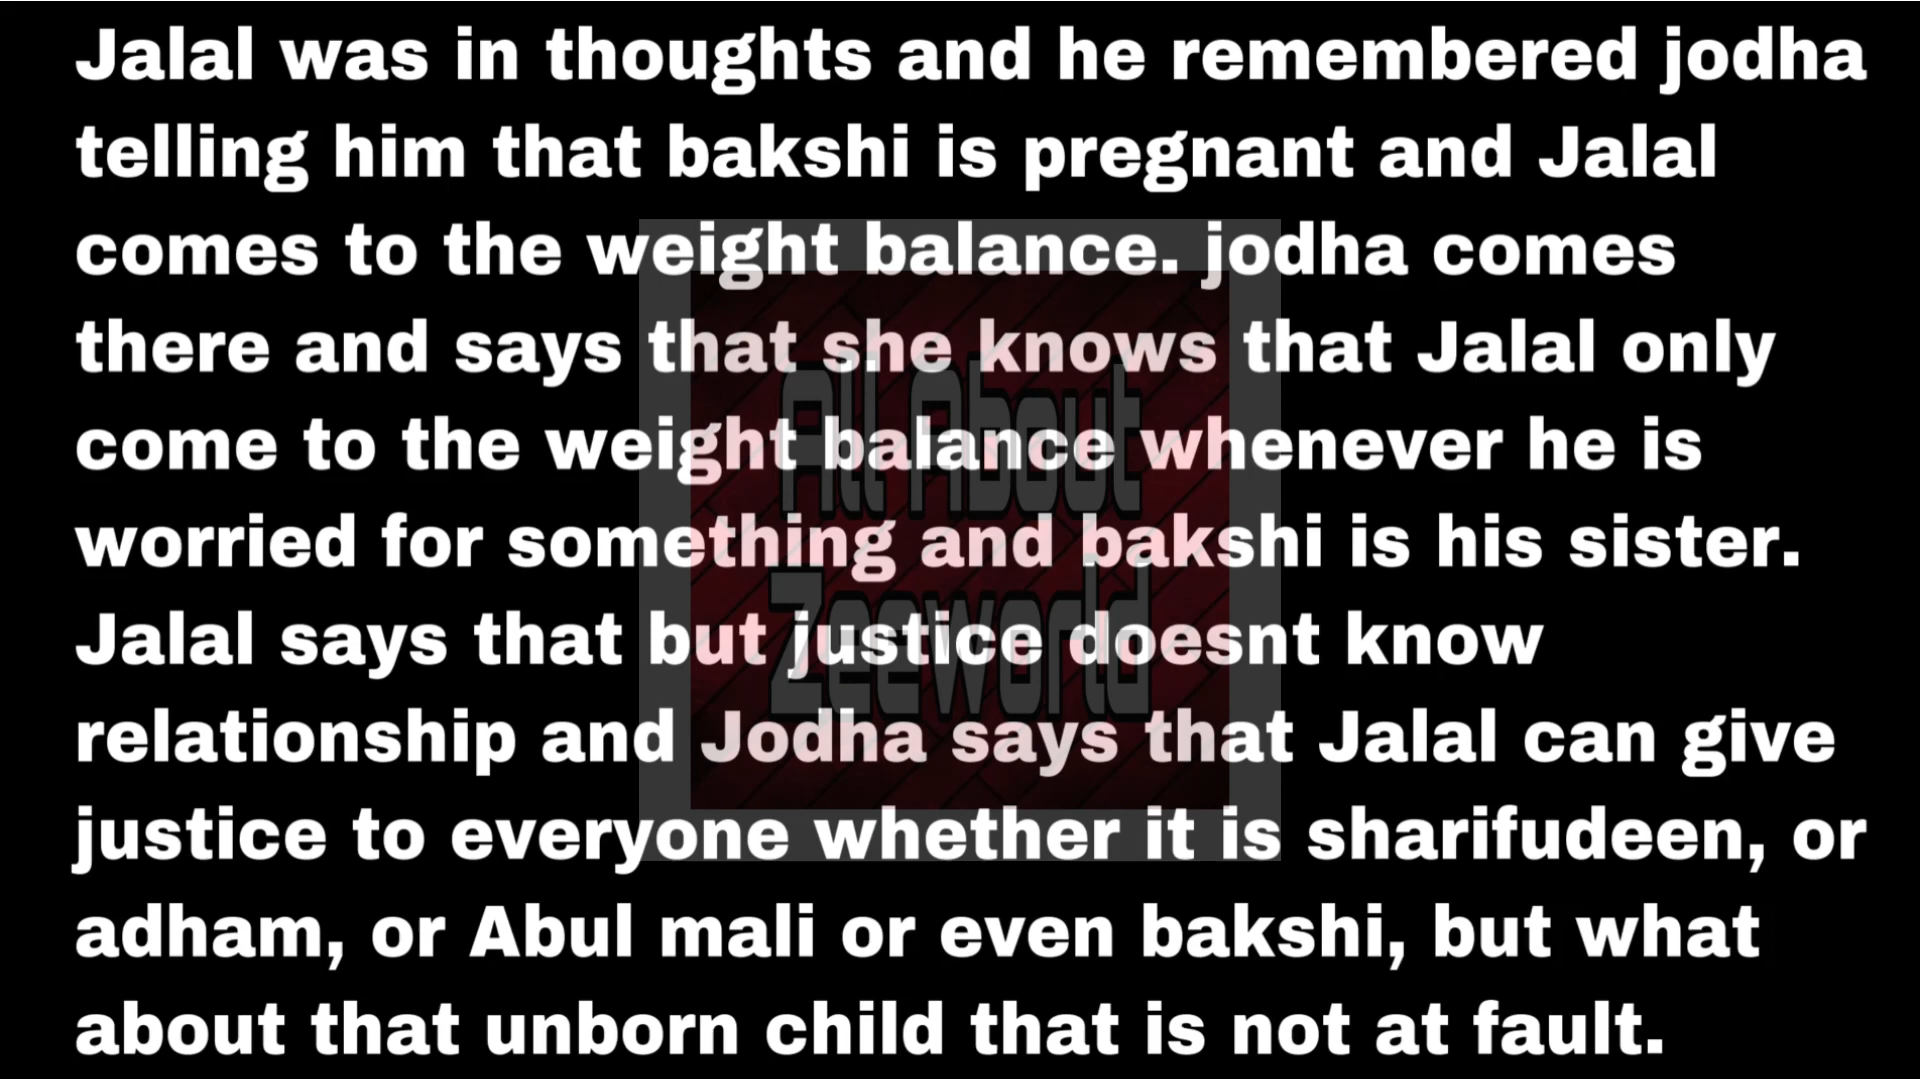 Jalal was in thoughts and he remembered jodha
telling him that bakshi is pregnant and Jalal
comes to the weight balance. jodha comes
there and says that she knows that Jalal only
come to the weight balance whenever he is
worried for something and bakshi is his sister.
Jalal says that but justice doesnt know
relationship and Jodha says that Jalal can give
justice to everyone whether it is sharifudeen, or
adham, or Abul mali or even bakshi, but what
about that unborn child that is not at fault.
All About
Zeeworld